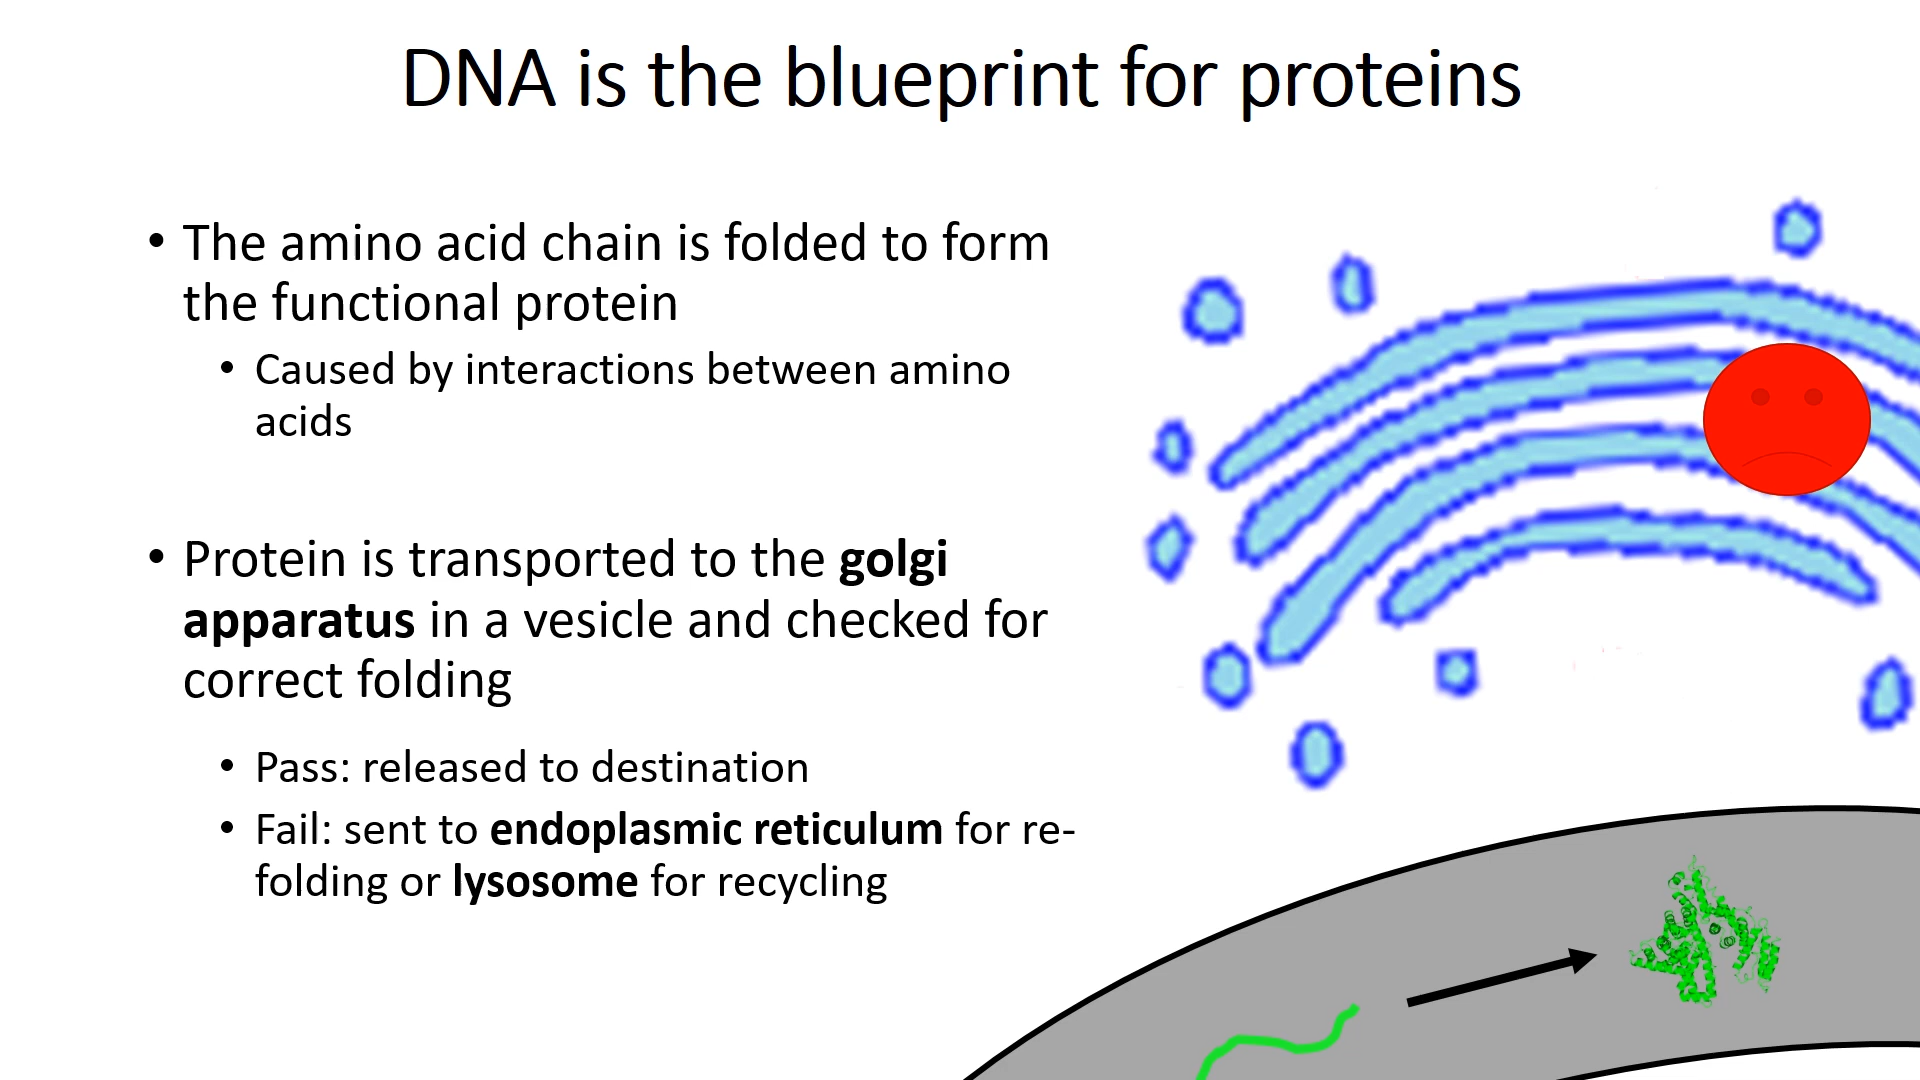 DNA is the blueprint for proteins
• The amino acid chain is folded to form
the functional protein
• Caused by interactions between amino
acids
• Protein is transported to the golgi
apparatus in a vesicle and checked for
correct folding
• Pass: released to destination
• Fail: sent to endoplasmic reticulum for re-
folding or lysosome for recycling